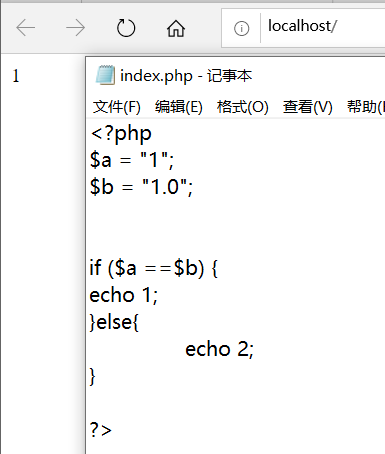 localhost/
1
index.php - 记事本
文件(F) 编辑(E) 格式(O) 查看(V) 帮助(
<?php
$a = "1";
$b = "1.0";
if ($a ==$b) {
echo 1;
}else{
echo 2;
}
?>